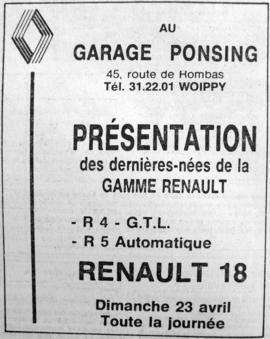 AU
GARAGE PONSING
45, route de Hombas
Tél. 31.22.01 WOIPPY
PRÉSENTATION
des dernières-nées de la
GAMME RENAULT
- R 4 - G.T.L.
- R 5 Automatique
RENAULT 18
Dimanche 23 avril
Toute la journée